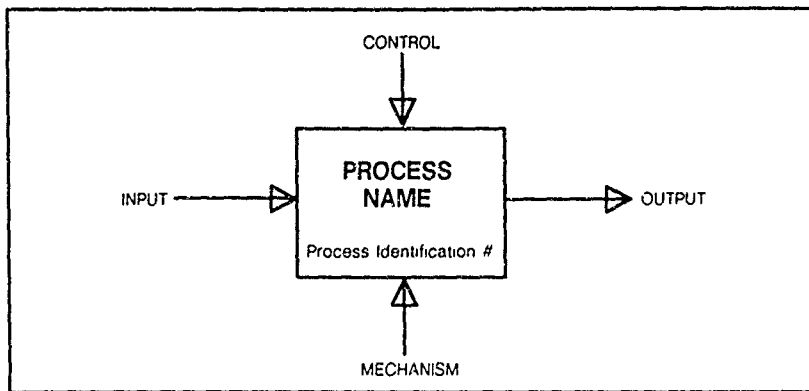 CONTROL
PROCESS
NAME
INPUT
OUTPUT
Process Identification #
MECHANISM